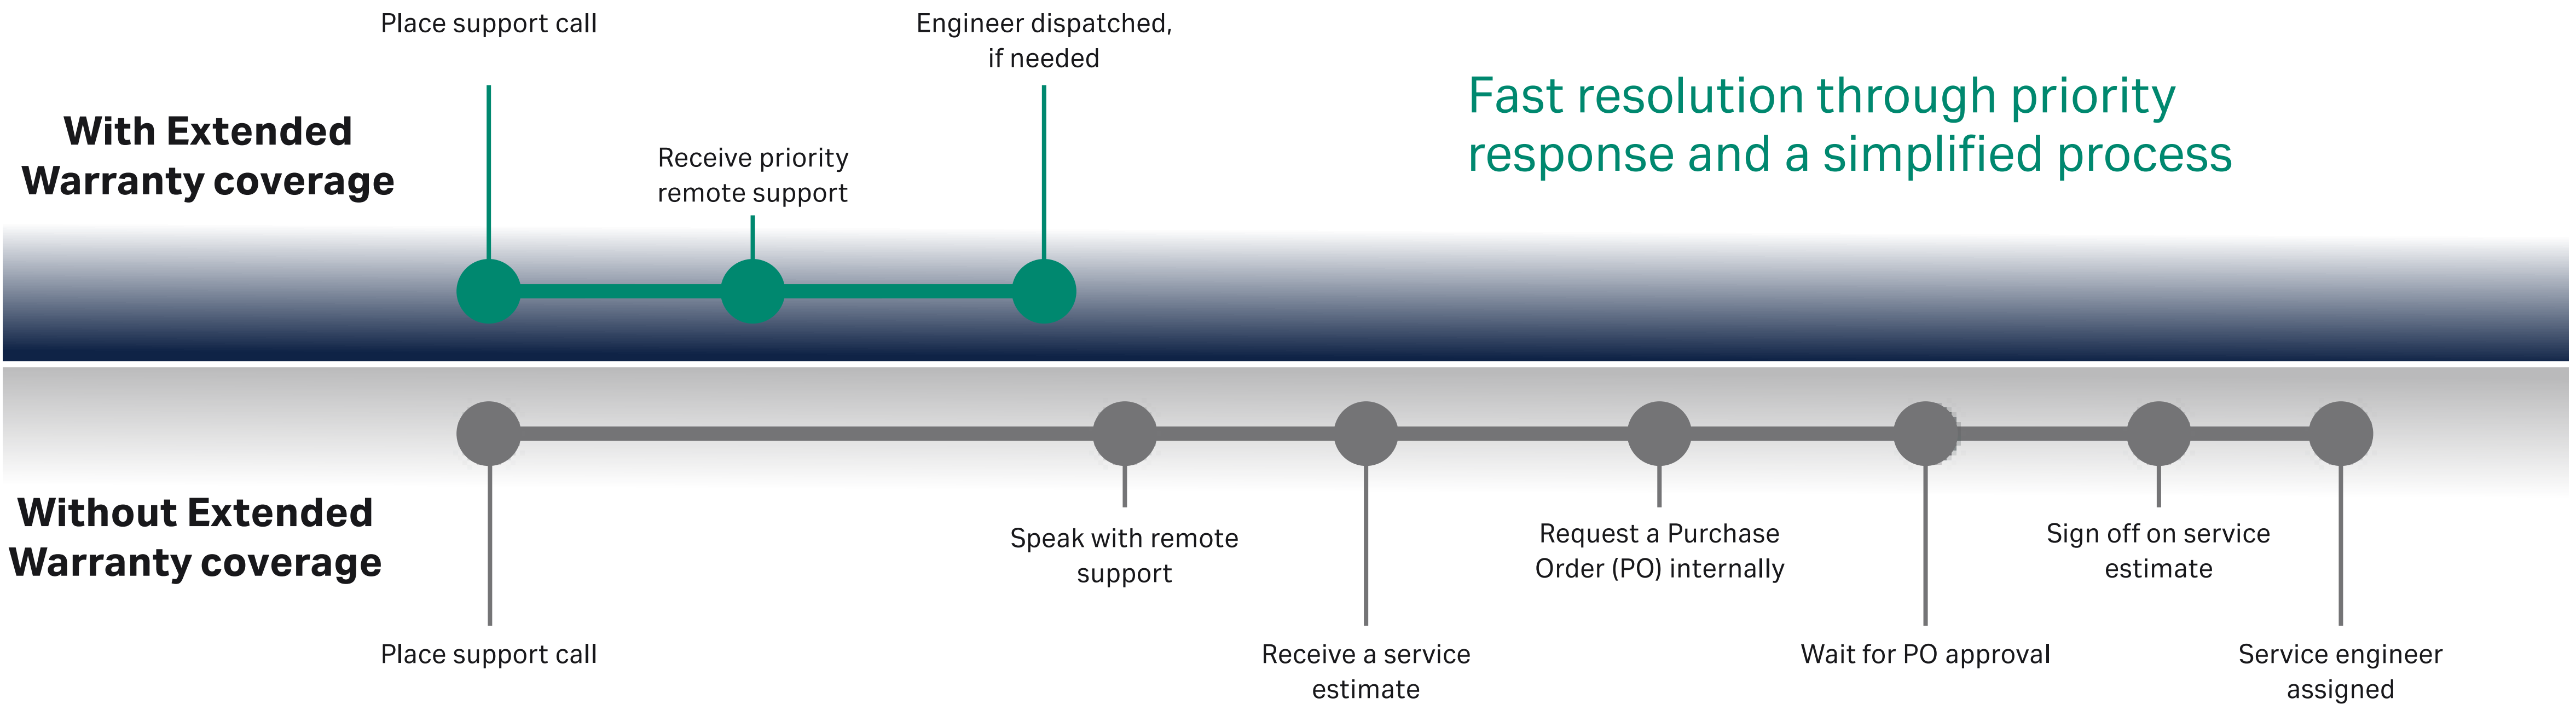 Place support call
Engineer dispatched,
if needed
Fast resolution through priority
response and a simplified process
With Extended
Warranty coverage
Receive priority
remote support
Without Extended
Warranty coverage
Speak with remote
support
Request a Purchase
Order (PO) internally
Sign off on service
estimate
Place support call
Receive a service
estimate
Wait for PO approval
Service engineer
assigned